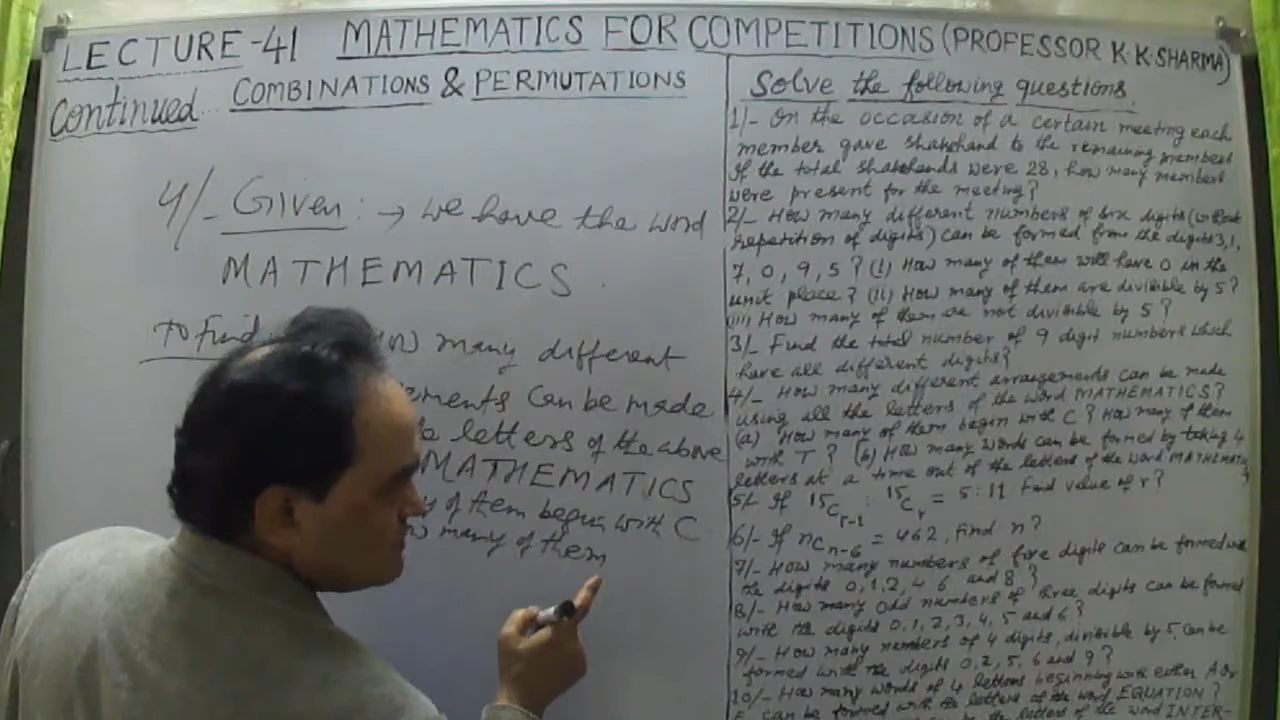 LECTURE-41 MATHEMATICS FOR COMPETITIONS (PROFESSOR K.K.SHARMA)
Continued... COMBINATIONS & PERMUTATIONS
4/- Given:→ we have the word
MATHEMATICS.
To find many different
ements can be made
letters of the above
MATHEMATICS
of them begin with C
many of them
Solve the following questions.
1/- On the occasion of a certain meeting each
member gave shakehand to the remaining members
If the total shakehands were 28, how many members
were present for the meeting?
2/- How many different numbers of six digits (without
repetition of digits) can be formed from the digits 3, 1,
7, 0, 9, 5? (i) How many of them will have 0 in the
unit place? (ii) How many of them are divisible by 5?
(iii) How many of them are not divisible by 5?
3/- Find the total number of 9 digit numbers which
have all different digits?
4/- How many different arrangements can be made
using all the letters of the word MATHEMATICS?
(a) How many of them begin with C? How many of them
with T? (b) How many words can be formed by taking 4
letters at a time out of the letters of the word MATHEMATIC
5/- If 15Cr-1 : 15Cr = 5:11 Find value of r?
6/- If nCn-6 = 462, Find n?
7/- How many numbers of five digits can be formed with
the digits 0, 1, 2, 4 6 and 8?
8/- How many odd numbers of three digits can be formed
with the digits 0, 1, 2, 3, 4, 5 and 6?
9/- How many numbers of 4 digits, divisible by 5, can be
formed with the digits 0, 2, 5, 6 and 9?
10/- How many words of 4 letters beginning with either A or
E can be formed with the letters of the word EQUATION?
the letters of the word INTER-